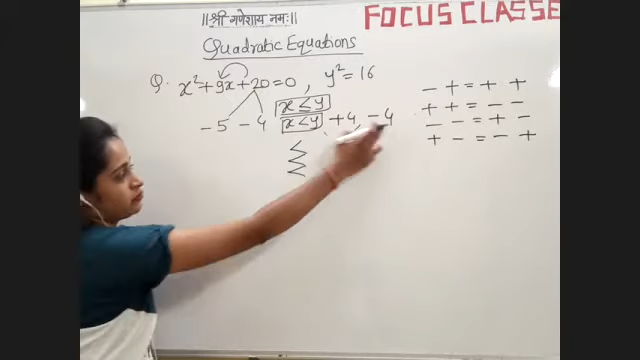 ||श्री गणेशाय नमः||
FOCUS CLASSE
Quadratic Equations
Q. x² + 9x + 20 = 0 , y² = 16
x ≤ y
-5 -4 x < y +4, -4
- + = + +
+ + = - -
- - = + -
+ - = - +